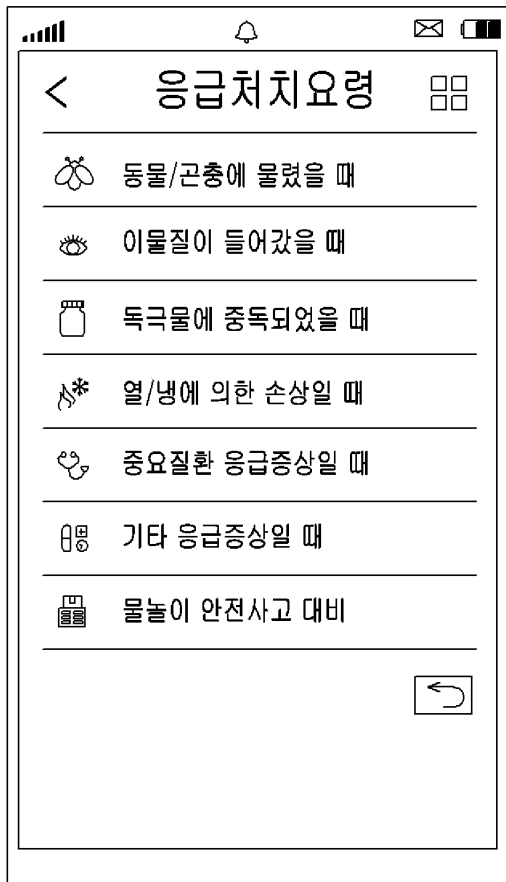 응급처치요령
동물/곤충에 물렸을 때
이물질이 들어갔을 때
독극물에 중독되었을 때
열/냉에 의한 손상일 때
중요질환 응급증상일 때
기타 응급증상일 때
물놀이 안전사고 대비